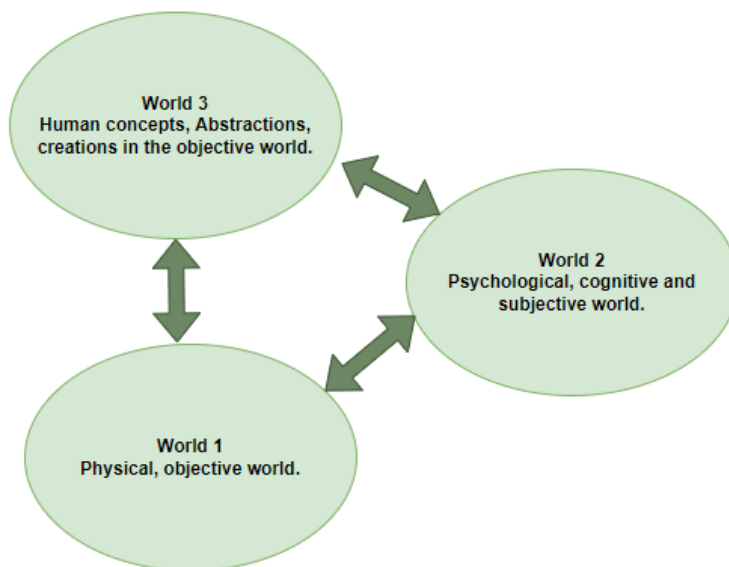 World 3
Human concepts, Abstractions,
creations in the objective world.
World 2
Psychological, cognitive and
subjective world.
World 1
Physical, objective world.